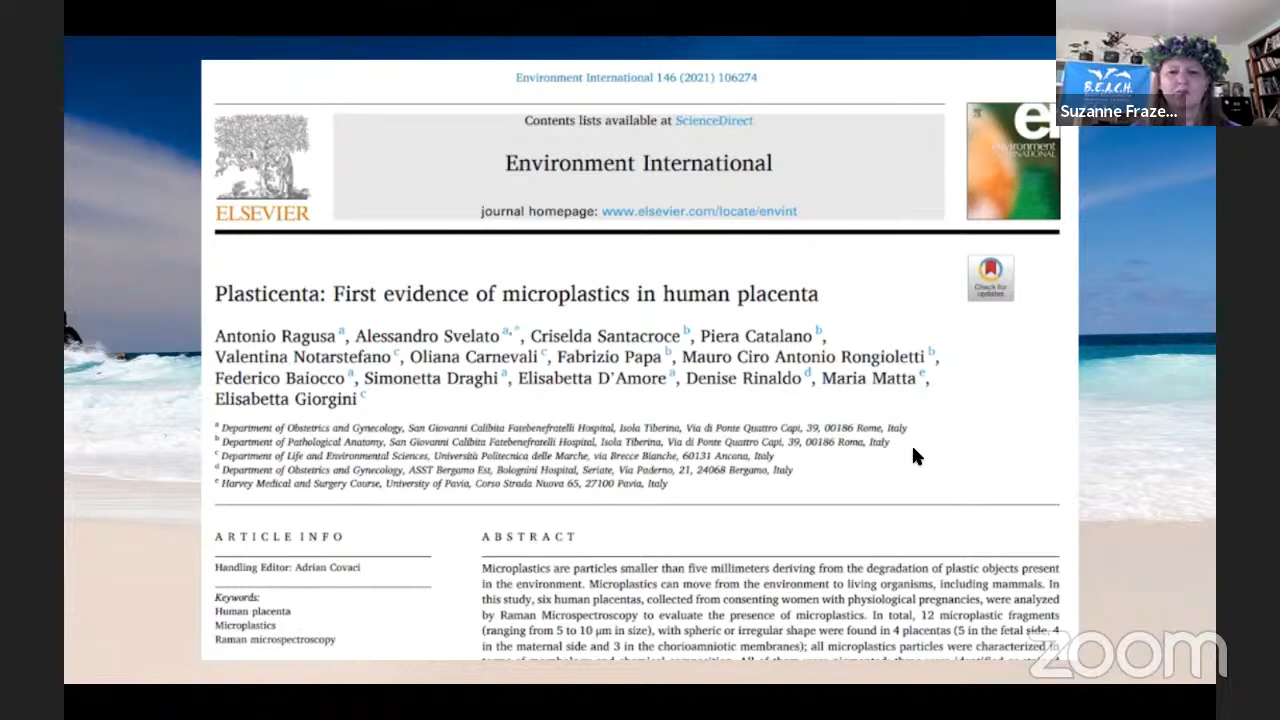 Environment International 146 (2021) 106274
Contents lists available at ScienceDirect
Environment International
journal homepage: www.elsevier.com/locate/envint
ELSEVIER
ei
environment
INTERNATIONAL
B.E.A.C.H.
Suzanne Fraze...
Check for
updates
Plasticenta: First evidence of microplastics in human placenta
Antonio Ragusa a, Alessandro Svelato a,*, Criselda Santacroce b, Piera Catalano b,
Valentina Notarstefano c, Oliana Carnevali c, Fabrizio Papa b, Mauro Ciro Antonio Rongioletti b,
Federico Baiocco a, Simonetta Draghi a, Elisabetta D'Amore a, Denise Rinaldo d, Maria Matta e,
Elisabetta Giorgini c
a Department of Obstetrics and Gynecology, San Giovanni Calibita Fatebenefratelli Hospital, Isola Tiberina, Via di Ponte Quattro Capi, 39, 00186 Rome, Italy
b Department of Pathological Anatomy, San Giovanni Calibita Fatebenefratelli Hospital, Isola Tiberina, Via di Ponte Quattro Capi, 39, 00186 Roma, Italy
c Department of Life and Environmental Sciences, Università Politecnica delle Marche, via Brecce Bianche, 60131 Ancona, Italy
d Department of Obstetrics and Gynecology, ASST Bergamo Est, Bolognini Hospital, Seriate, Via Paderno, 21, 24068 Bergamo, Italy
e Harvey Medical and Surgery Course, University of Pavia, Corso Strada Nuova 65, 27100 Pavia, Italy
ARTICLE INFO
Handling Editor: Adrian Covaci
Keywords:
Human placenta
Microplastics
Raman microspectroscopy
ABSTRACT
Microplastics are particles smaller than five millimeters deriving from the degradation of plastic objects present
in the environment. Microplastics can move from the environment to living organisms, including mammals. In
this study, six human placentas, collected from consenting women with physiological pregnancies, were analyzed
by Raman Microspectroscopy to evaluate the presence of microplastics. In total, 12 microplastic fragments
(ranging from 5 to 10 μm in size), with spheric or irregular shape were found in 4 placentas (5 in the fetal side, 4
in the maternal side and 3 in the chorioamniotic membranes); all microplastics particles were characterized in
zoom